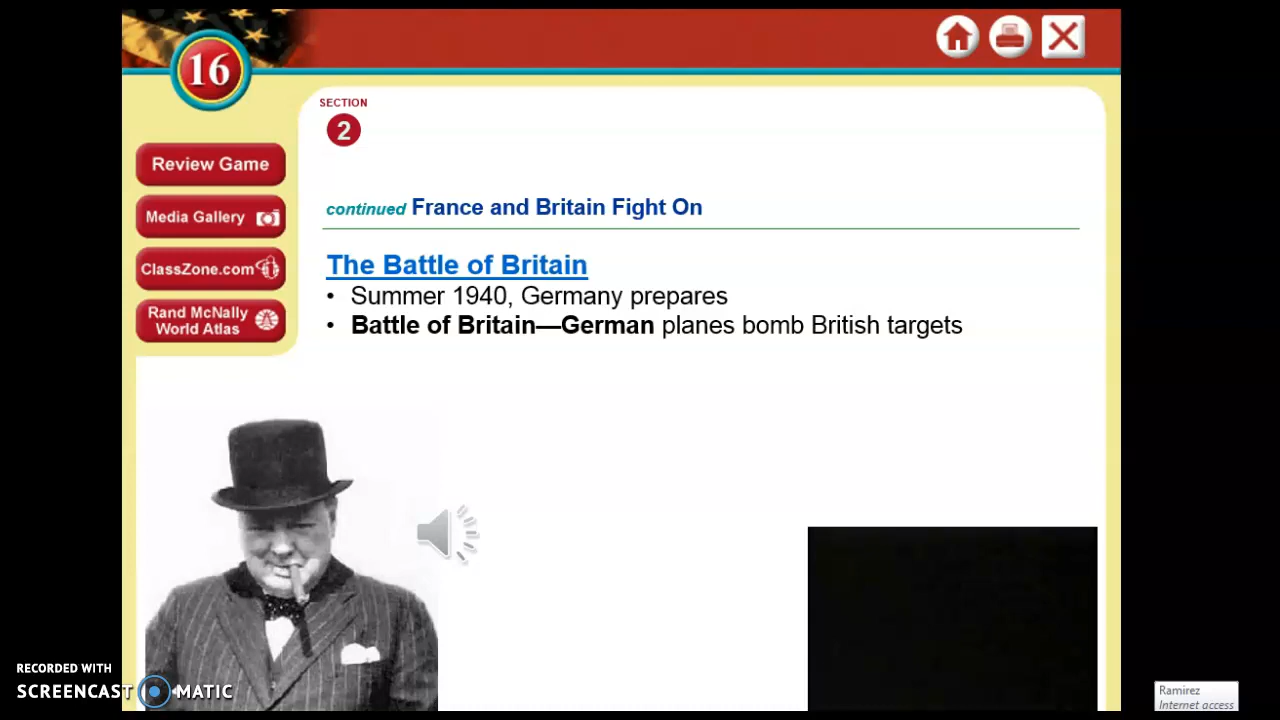 16
SECTION
2
Review Game
Media Gallery
ClassZone.com
Rand McNally
World Atlas
continued France and Britain Fight On
The Battle of Britain
• Summer 1940, Germany prepares
• Battle of Britain—German planes bomb British targets
RECORDED WITH
SCREENCAST MATIC
Ramirez
Internet access